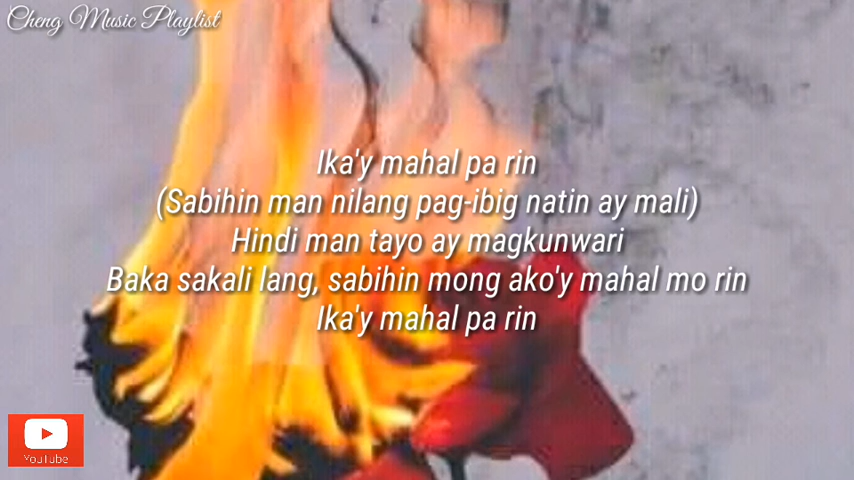 Cheng Music Playlist
Ika'y mahal pa rin
(Sabihin man nilang pag-ibig natin ay mali)
Hindi man tayo ay magkunwari
Baka sakali lang, sabihin mong ako'y mahal mo rin
Ika'y mahal pa rin
YouTube